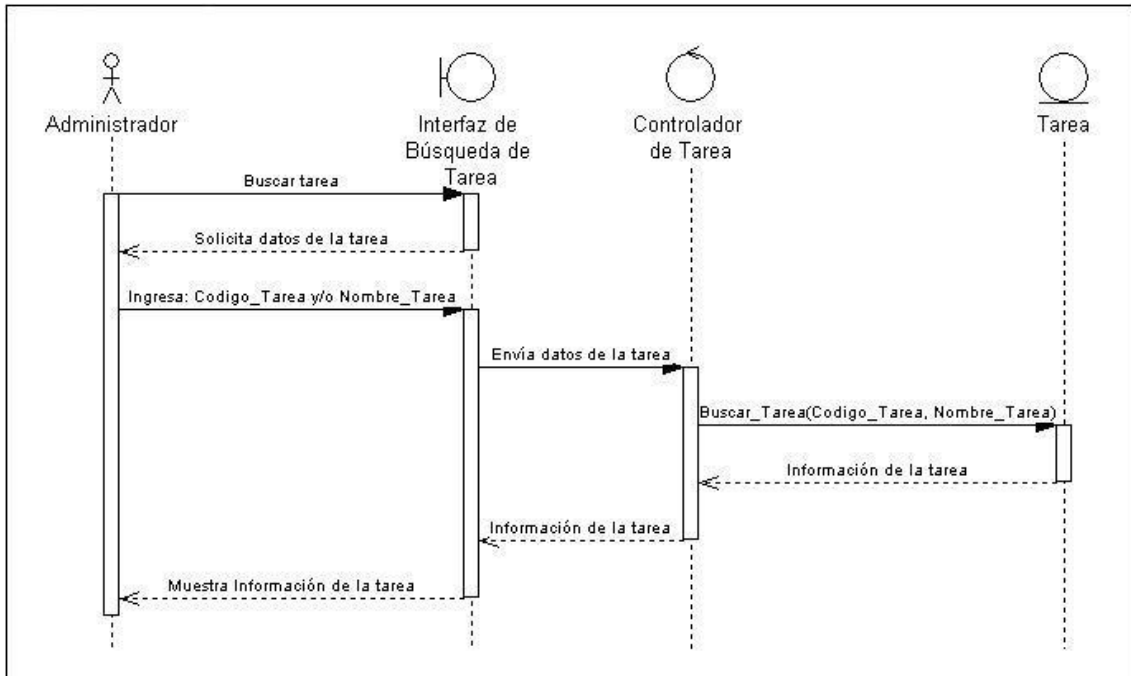 Administrador
Interfaz de
Búsqueda de
Tarea
Controlador
de Tarea
Tarea
Buscar tarea
Solicita datos de la tarea
Ingresa: Codigo_Tarea y/o Nombre_Tarea
Envía datos de la tarea
Buscar_Tarea(Codigo_Tarea, Nombre_Tarea)
Información de la tarea
Información de la tarea
Muestra Información de la tarea